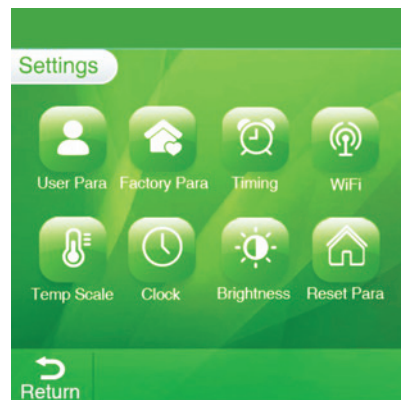 Settings
User Para Factory Para Timing WiFi
Temp Scale Clock Brightness Reset Para
Return